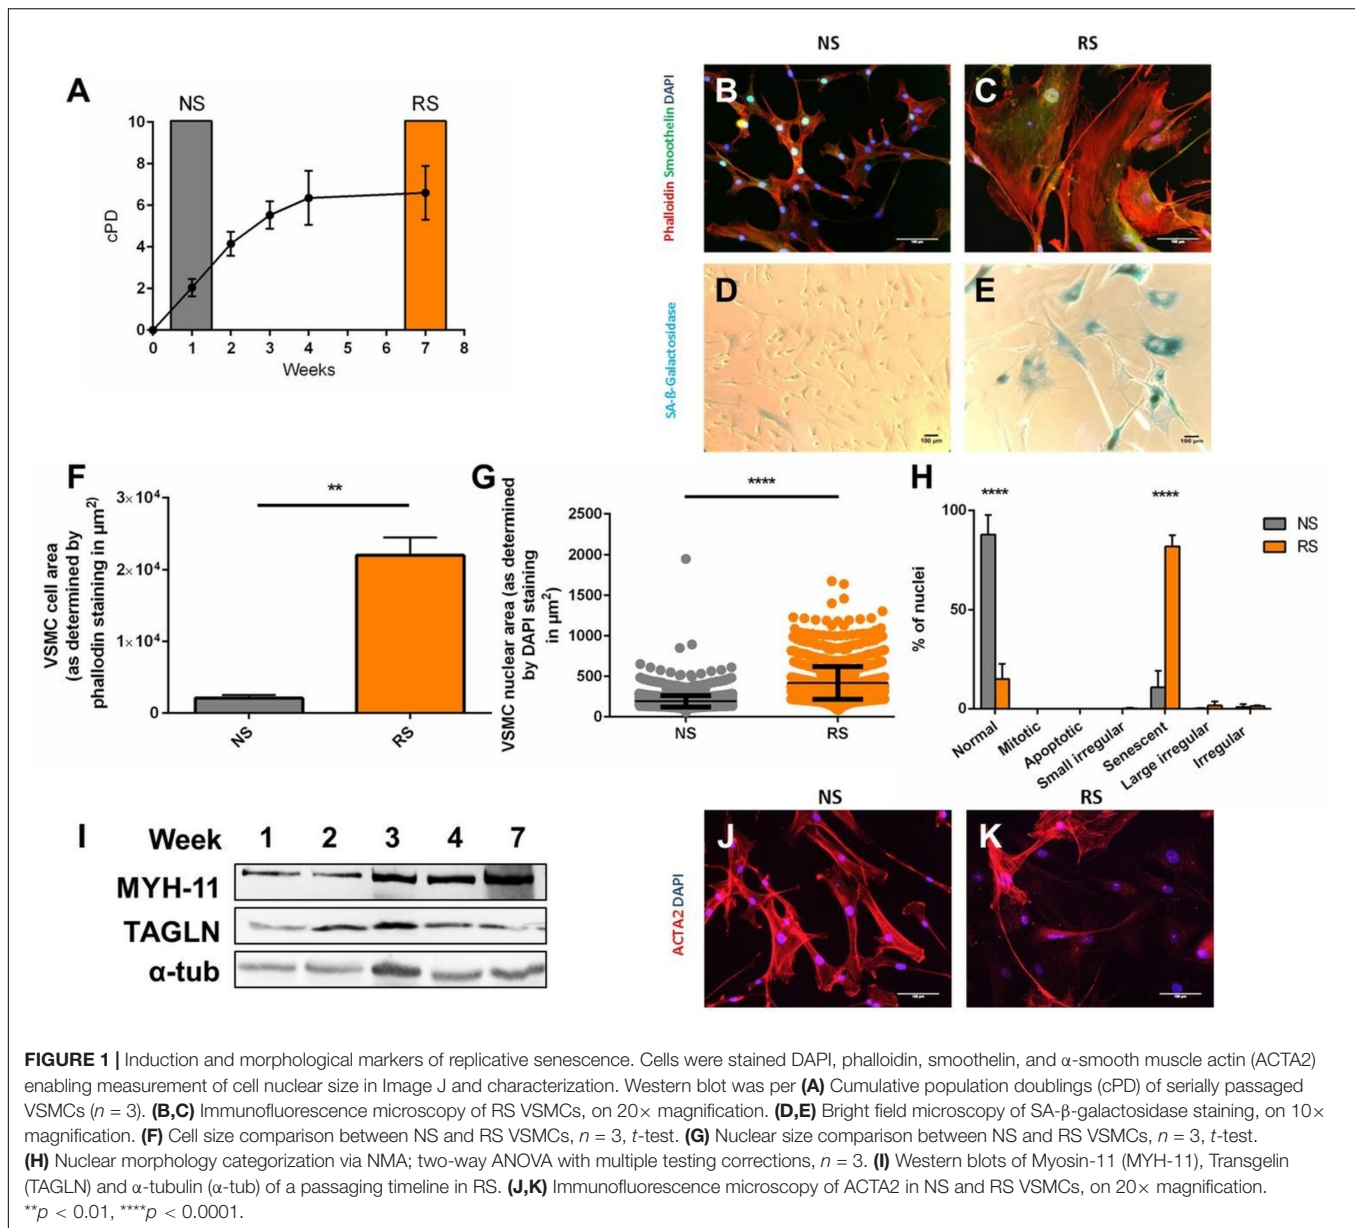 A
NS
RS
10
8
6
4
2
0
cPD
0 1 2 3 4 5 6 7 8
Weeks
NS
RS
Phalloidin Smoothelin DAPI
B
C
100 µm
SA-ß-Galactosidase
D
E
100 µm
100 µm
F
VSMC cell area
(as determined by
phallodin staining in µm²)
3×10⁴
2×10⁴
1×10⁴
0
**
NS
RS
G
VSMC nuclear area (as determined
by DAPI staining
in µm²)
2500
2000
1500
1000
500
0
****
NS
RS
H
% of nuclei
100
50
0
****
****
NS
RS
Normal
Mitotic
Apoptotic
Small irregular
Senescent
Large irregular
Irregular
I
Week 1 2 3 4 7
MYH-11
TAGLN
α-tub
NS
RS
ACTA2 DAPI
J
K
FIGURE 1 | Induction and morphological markers of replicative senescence. Cells were stained DAPI, phalloidin, smoothelin, and α-smooth muscle actin (ACTA2)
enabling measurement of cell nuclear size in Image J and characterization. Western blot was per (A) Cumulative population doublings (cPD) of serially passaged
VSMCs (n = 3). (B,C) Immunofluorescence microscopy of RS VSMCs, on 20× magnification. (D,E) Bright field microscopy of SA-β-galactosidase staining, on 10×
magnification. (F) Cell size comparison between NS and RS VSMCs, n = 3, t-test. (G) Nuclear size comparison between NS and RS VSMCs, n = 3, t-test.
(H) Nuclear morphology categorization via NMA; two-way ANOVA with multiple testing corrections, n = 3. (I) Western blots of Myosin-11 (MYH-11), Transgelin
(TAGLN) and α-tubulin (α-tub) of a passaging timeline in RS. (J,K) Immunofluorescence microscopy of ACTA2 in NS and RS VSMCs, on 20× magnification.
**p < 0.01, ****p < 0.0001.